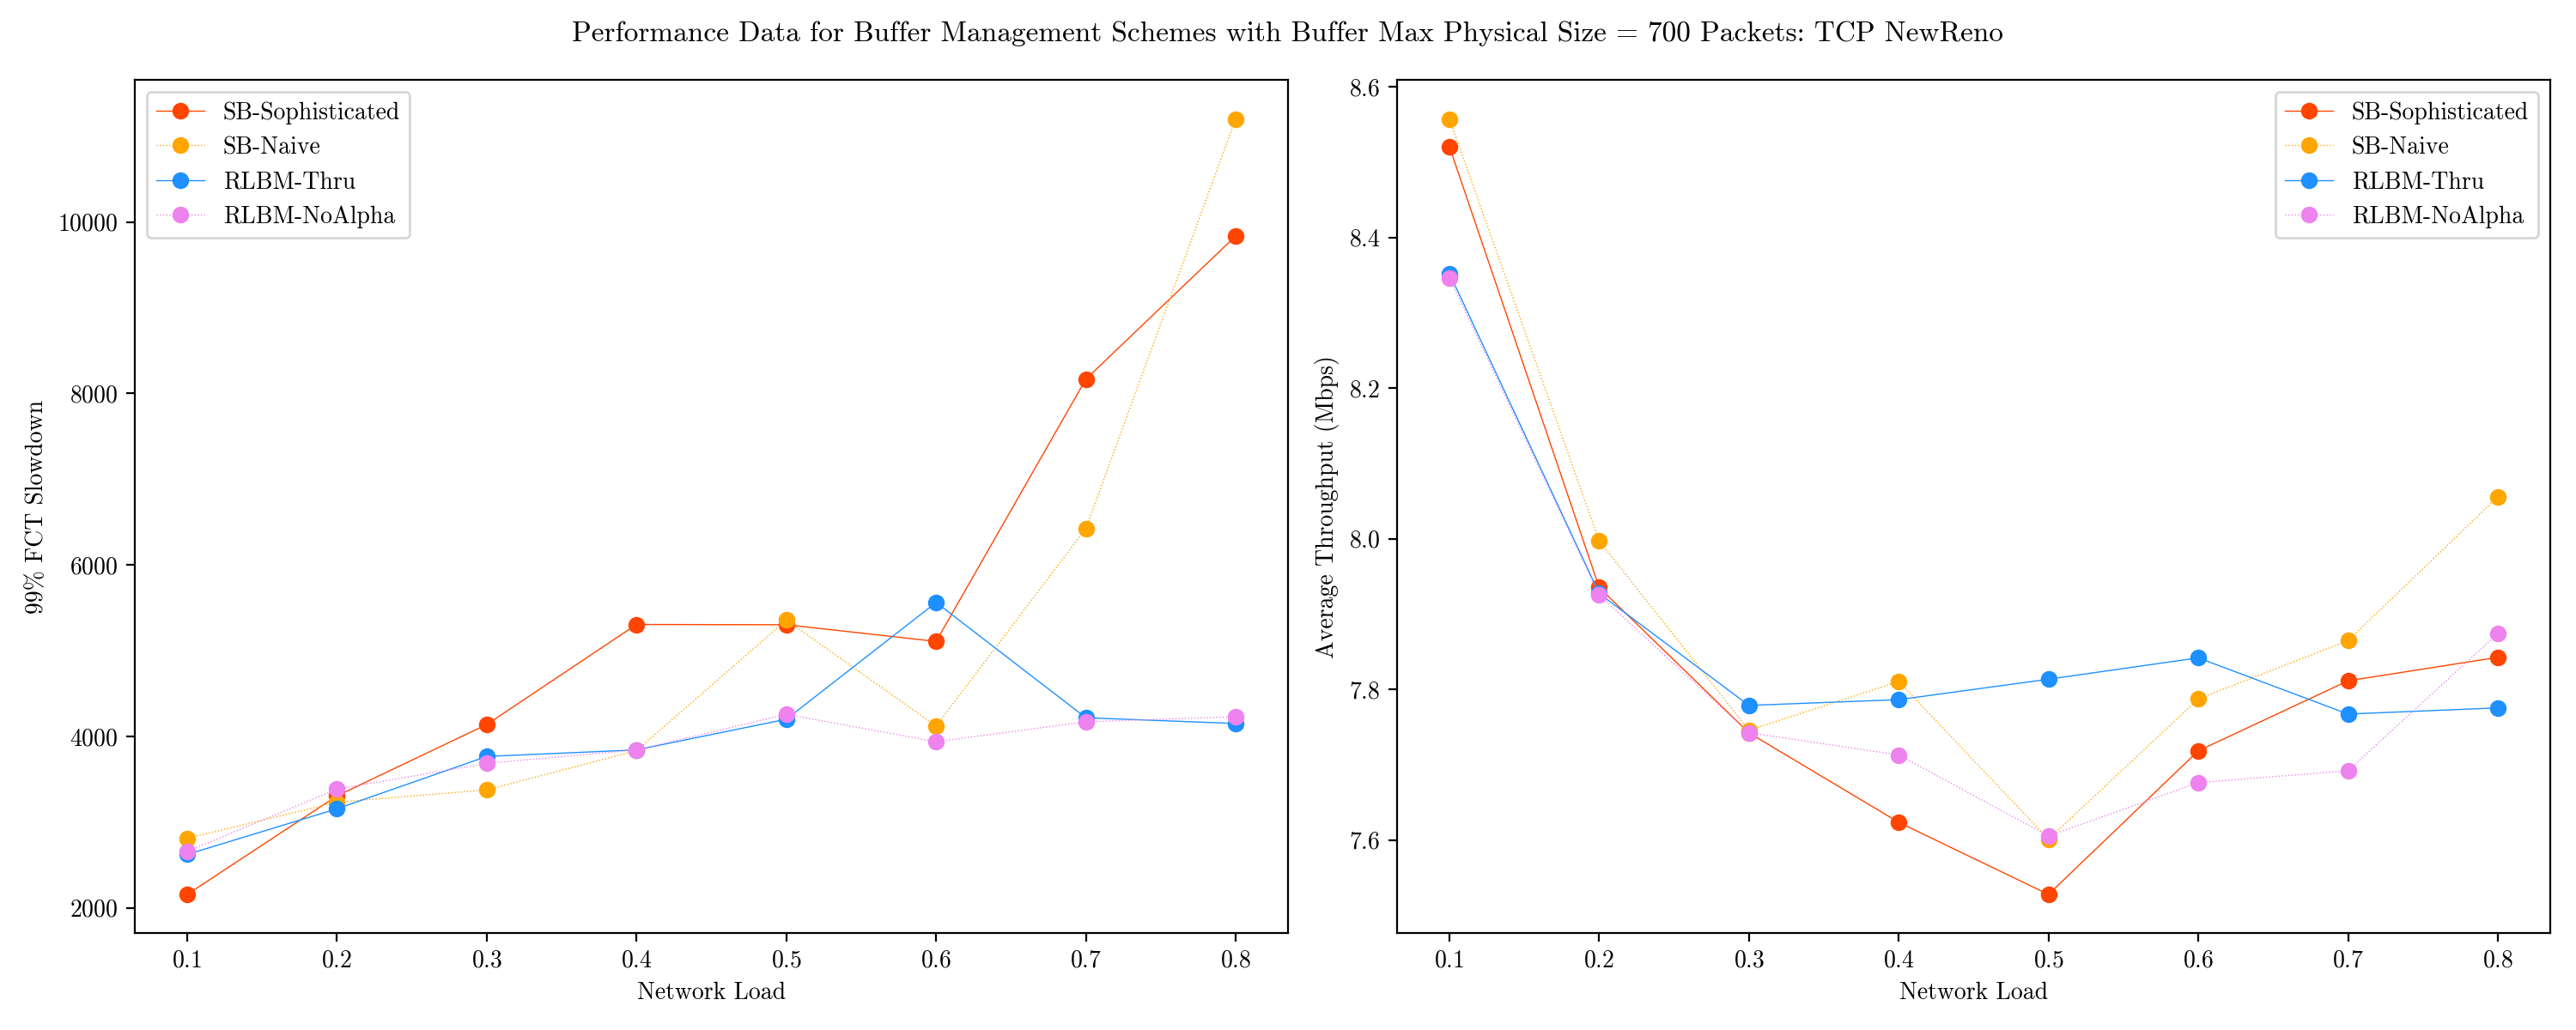 Performance Data for Buffer Management Schemes with Buffer Max Physical Size = 700 Packets: TCP NewReno
SB-Sophisticated
SB-Naive
RLBM-Thru
RLBM-NoAlpha
10000
8000
6000
4000
2000
99% FCT Slowdown
0.1 0.2 0.3 0.4 0.5 0.6 0.7 0.8
Network Load
SB-Sophisticated
SB-Naive
RLBM-Thru
RLBM-NoAlpha
8.6
8.4
8.2
8.0
7.8
7.6
Average Throughput (Mbps)
0.1 0.2 0.3 0.4 0.5 0.6 0.7 0.8
Network Load